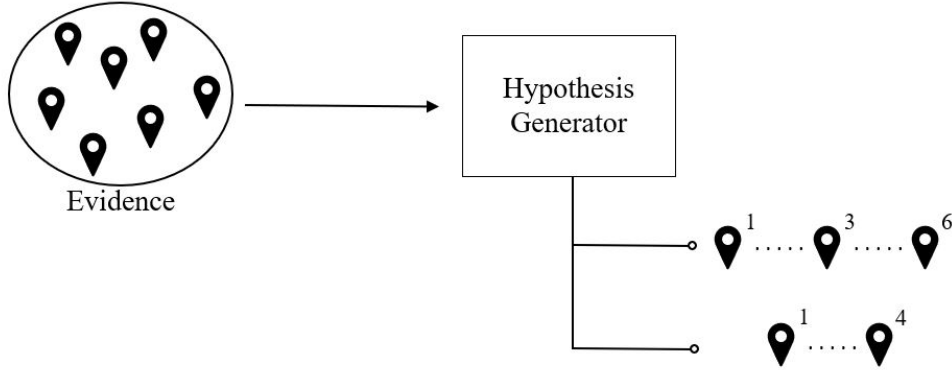 Evidence
Hypothesis
Generator
1 ..... 3 ..... 6
1 ..... 4